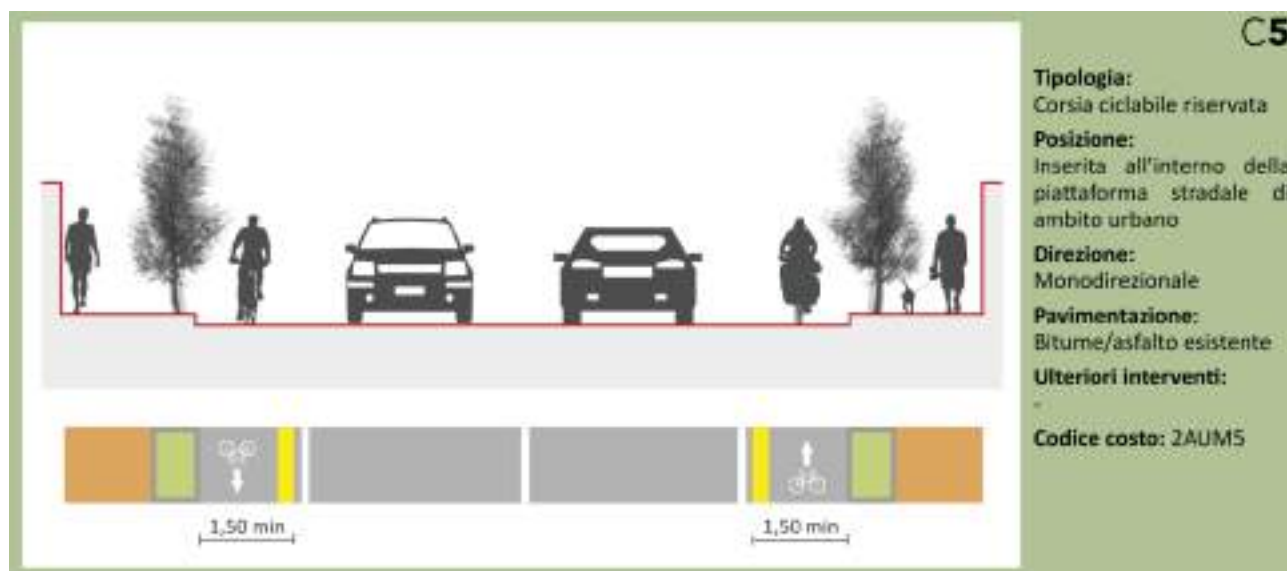 C5
Tipologia:
Corsia ciclabile riservata
Posizione:
Inserita all'interno della
piattaforma stradale di
ambito urbano
Direzione:
Monodirezionale
Pavimentazione:
Bitume/asfalto esistente
Ulteriori interventi:
-
Codice costo: 2AUM5
1,50 min
1,50 min